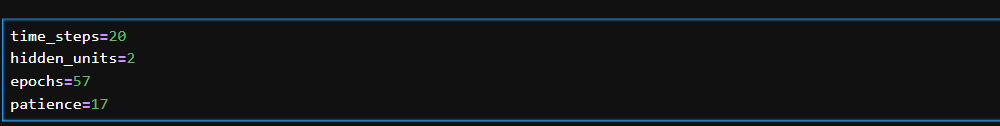 time_steps=20
hidden_units=2
epochs=57
patience=17